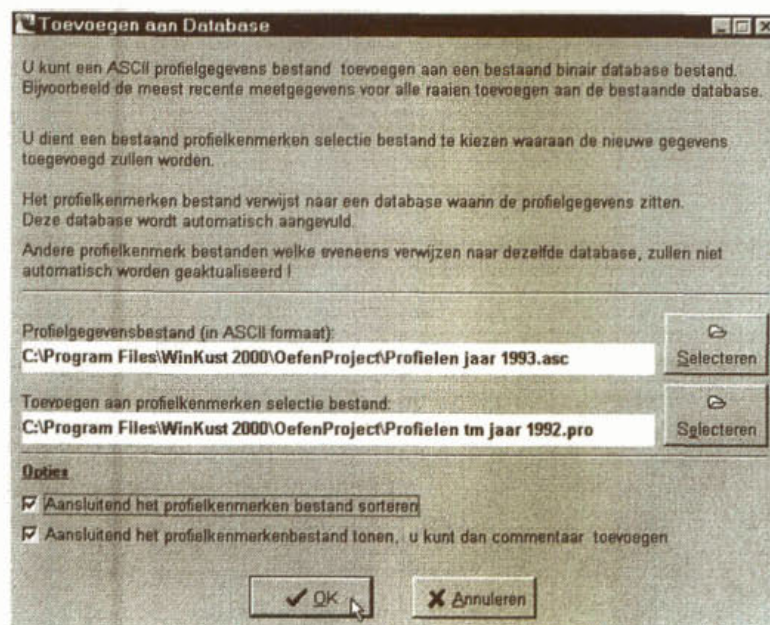 Toevoegen aan Database
U kunt een ASCII profielgegevens bestand toevoegen aan een bestaand binair database bestand.
Bijvoorbeeld de meest recente meetgegevens voor alle raaien toevoegen aan de bestaande database.
U dient een bestaand profielkenmerken selectie bestand te kiezen waaraan de nieuwe gegevens
toegevoegd zullen worden.
Het profielkenmerken bestand verwijst naar een database waarin de profielgegevens zitten.
Deze database wordt automatisch aangevuld.
Andere profielkenmerk bestanden welke eveneens verwijzen naar dezelfde database, zullen niet
automatisch worden geaktualiseerd !
Profielgegevensbestand (in ASCII formaat):
C:\Program Files\WinKust 2000\OefenProject\Profielen jaar 1993.asc
Selecteren
Toevoegen aan profielkenmerken selectie bestand:
C:\Program Files\WinKust 2000\OefenProject\Profielen tm jaar 1992.pro
Selecteren
Opties
Aansluitend het profielkenmerken bestand sorteren
Aansluitend het profielkenmerkenbestand tonen, u kunt dan commentaar toevoegen
OK
Annuleren